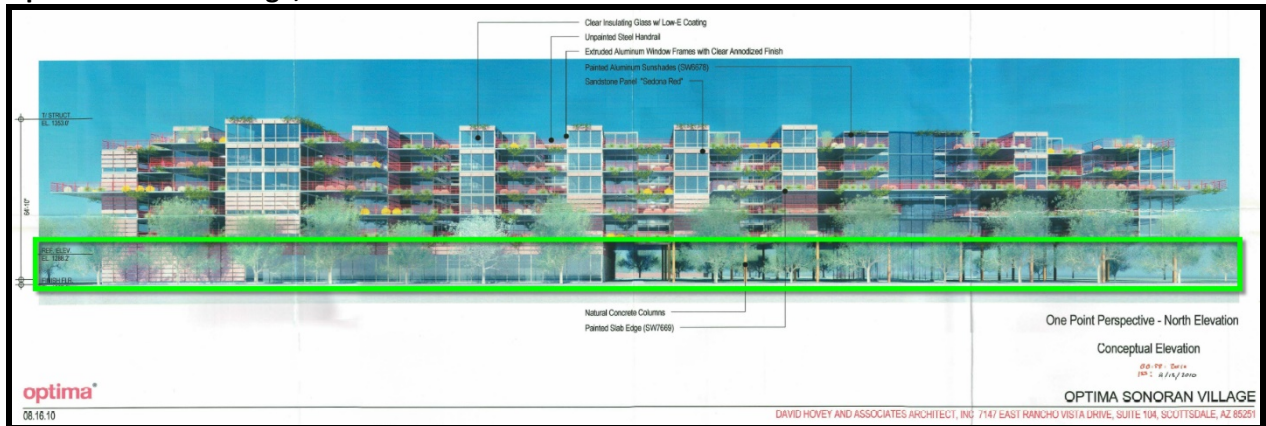 Clear Insulating Glass w/ Low-E Coating
Unpainted Steel Handrail
Extruded Aluminum Window Frames with Clear Annodized Finish
Painted Aluminum Sunshades (SW6678)
Sandstone Panel "Sedona Red"
T/ STRUCT.
64'-10"
Natural Concrete Columns
Painted Slab Edge (SW7669)
One Point Perspective - North Elevation
Conceptual Elevation
optima
08.16.10
OPTIMA SONORAN VILLAGE
DAVID HOVEY AND ASSOCIATES ARCHITECT, INC 7147 EAST RANCHO VISTA DRIVE, SUITE 104, SCOTTSDALE, AZ 85251